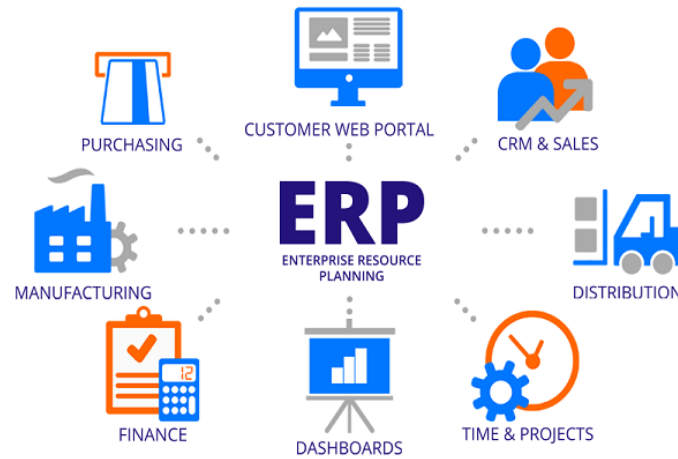 CUSTOMER WEB PORTAL
PURCHASING
CRM & SALES
ERP
ENTERPRISE RESOURCE
PLANNING
MANUFACTURING
DISTRIBUTION
12
FINANCE
DASHBOARDS
TIME & PROJECTS